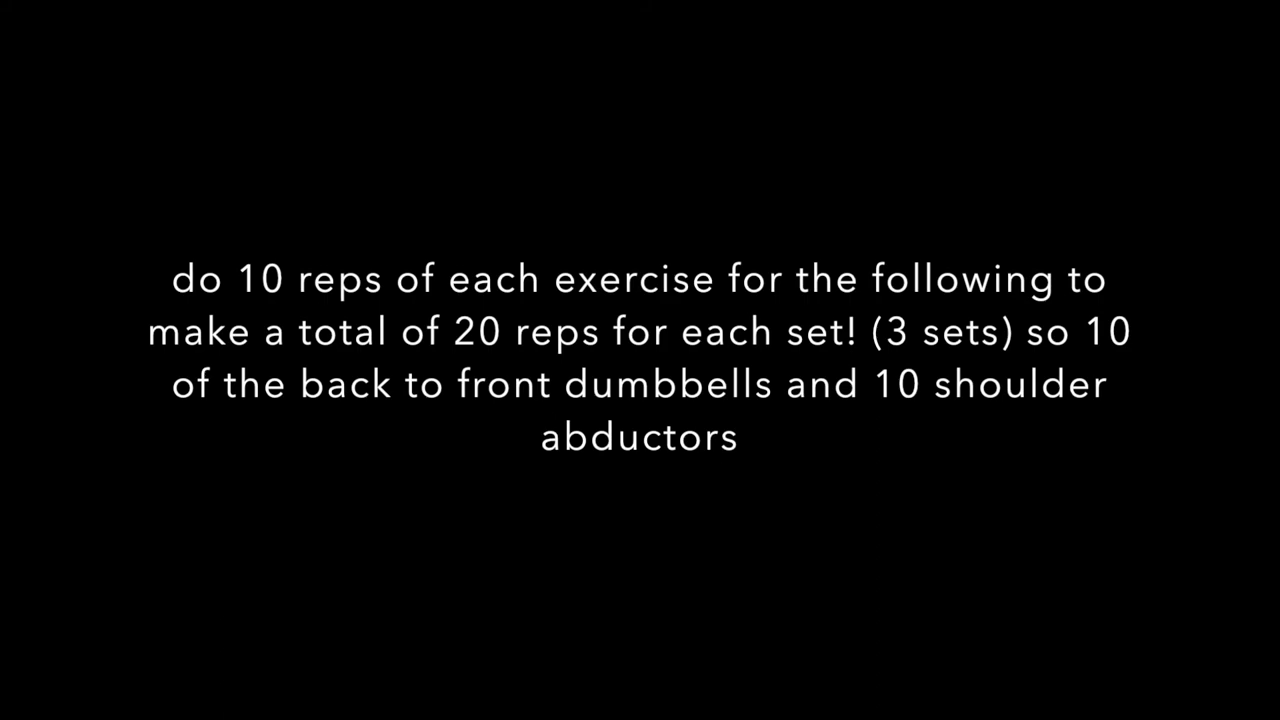 do 10 reps of each exercise for the following to
make a total of 20 reps for each set! (3 sets) so 10
of the back to front dumbbells and 10 shoulder
abductors